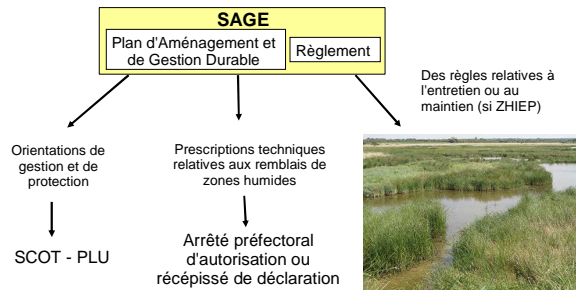 SAGE
Plan d'Aménagement et
de Gestion Durable
Règlement
Des règles relatives à
l'entretien ou au
maintien (si ZHIEP)
Orientations de
gestion et de
protection
Prescriptions techniques
relatives aux remblais de
zones humides
SCOT - PLU
Arrêté préfectoral
d'autorisation ou
récépissé de déclaration